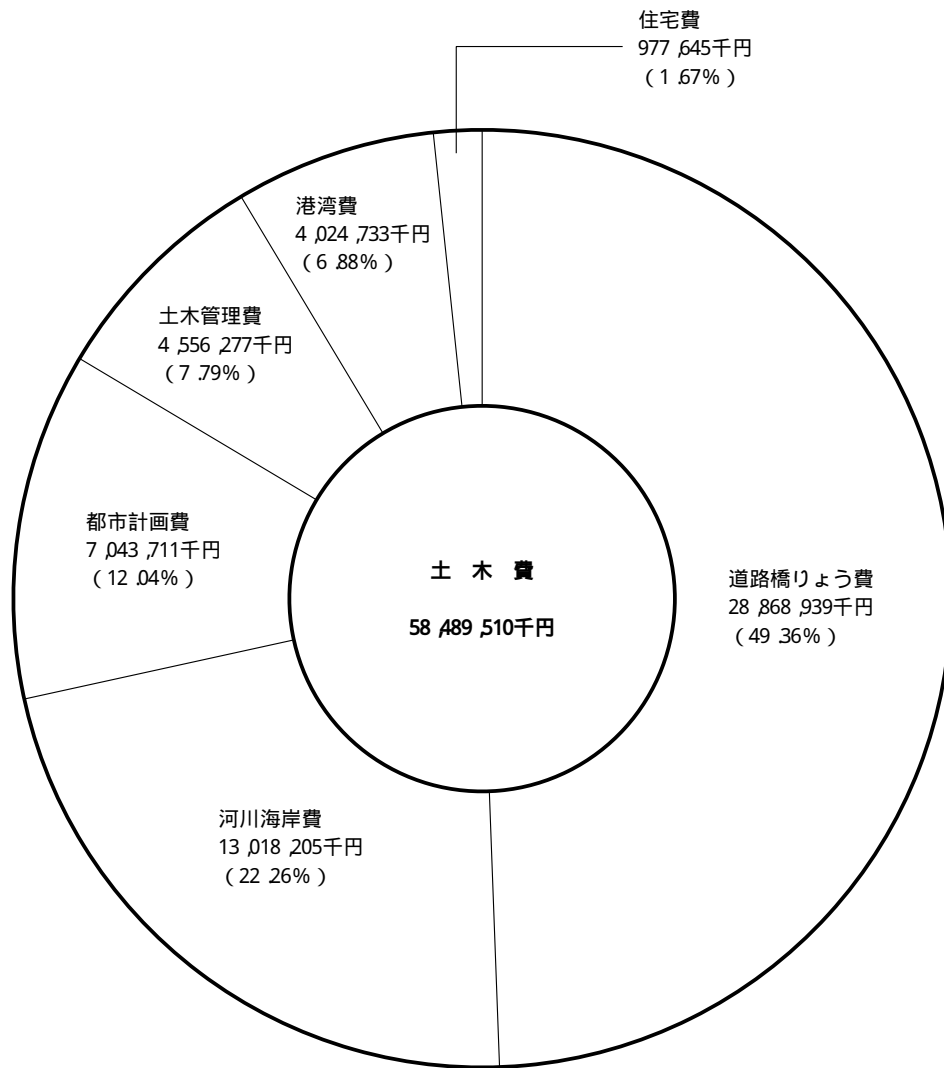 住宅費
977,645千円
(1.67%)
港湾費
4,024,733千円
(6.88%)
土木管理費
4,556,277千円
(7.79%)
都市計画費
7,043,711千円
(12.04%)
土 木 費
58,489,510千円
道路橋りょう費
28,868,939千円
(49.36%)
河川海岸費
13,018,205千円
(22.26%)